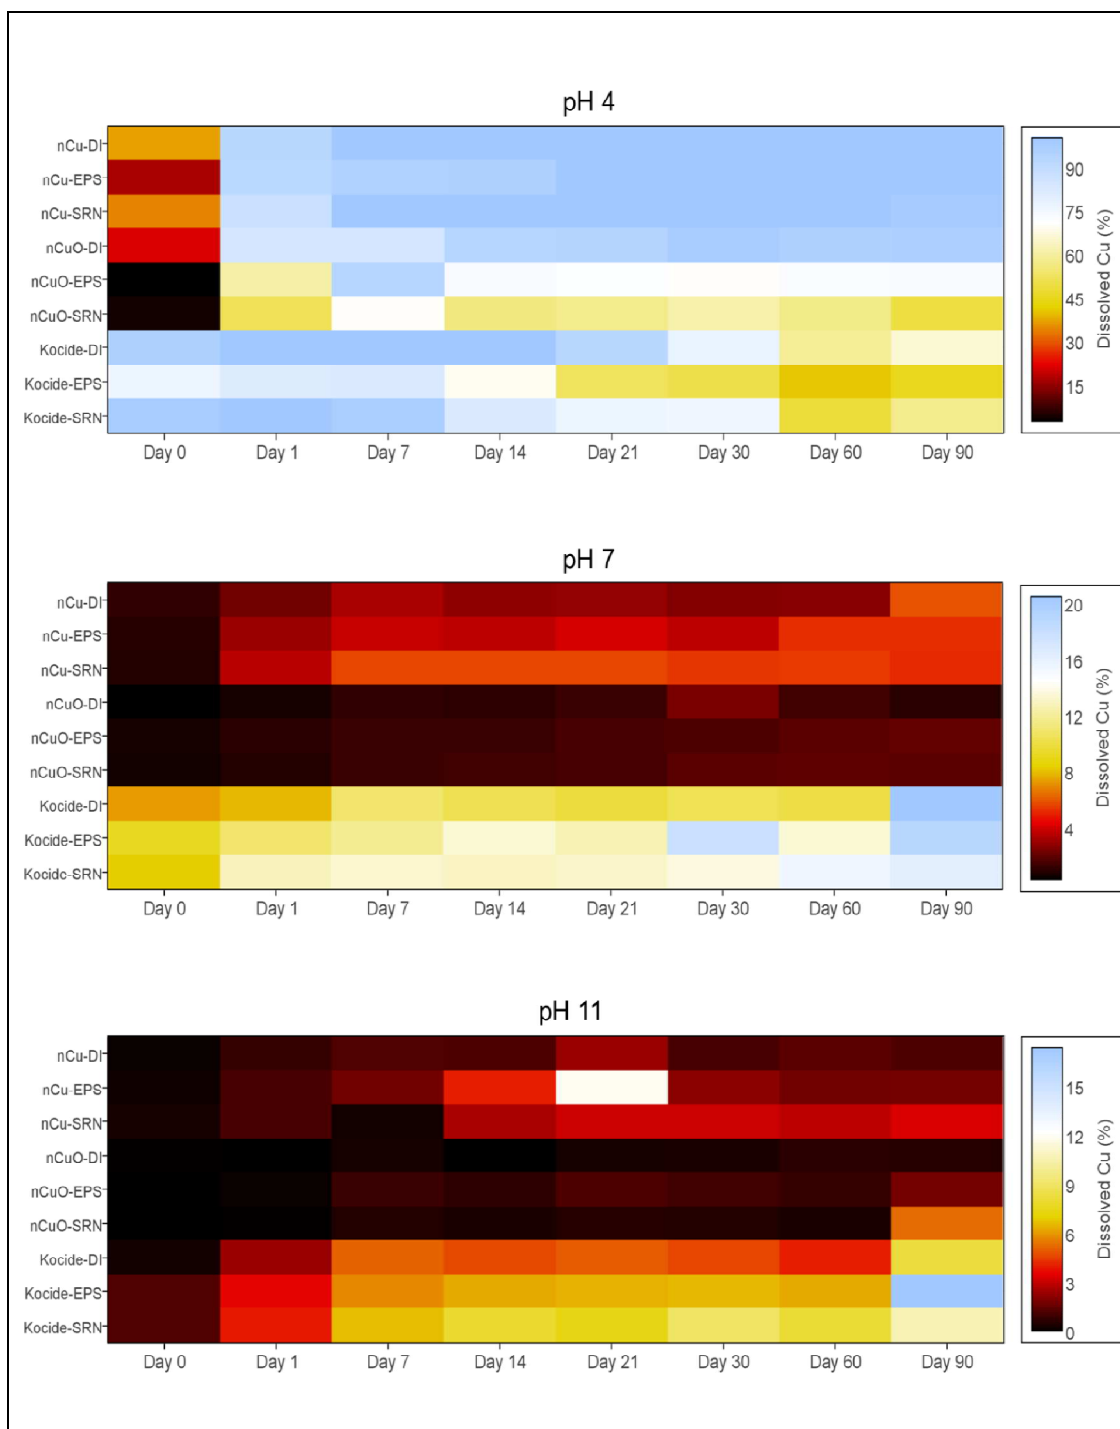 pH 4
nCu-DI
nCu-EPS
nCu-SRN
nCuO-DI
nCuO-EPS
nCuO-SRN
Kocide-DI
Kocide-EPS
Kocide-SRN
Day 0 Day 1 Day 7 Day 14 Day 21 Day 30 Day 60 Day 90
90
75
60
45
30
15
Dissolved Cu (%)
pH 7
nCu-DI
nCu-EPS
nCu-SRN
nCuO-DI
nCuO-EPS
nCuO-SRN
Kocide-DI
Kocide-EPS
Kocide-SRN
Day 0 Day 1 Day 7 Day 14 Day 21 Day 30 Day 60 Day 90
20
16
12
8
4
Dissolved Cu (%)
pH 11
nCu-DI
nCu-EPS
nCu-SRN
nCuO-DI
nCuO-EPS
nCuO-SRN
Kocide-DI
Kocide-EPS
Kocide-SRN
Day 0 Day 1 Day 7 Day 14 Day 21 Day 30 Day 60 Day 90
15
12
9
6
3
0
Dissolved Cu (%)